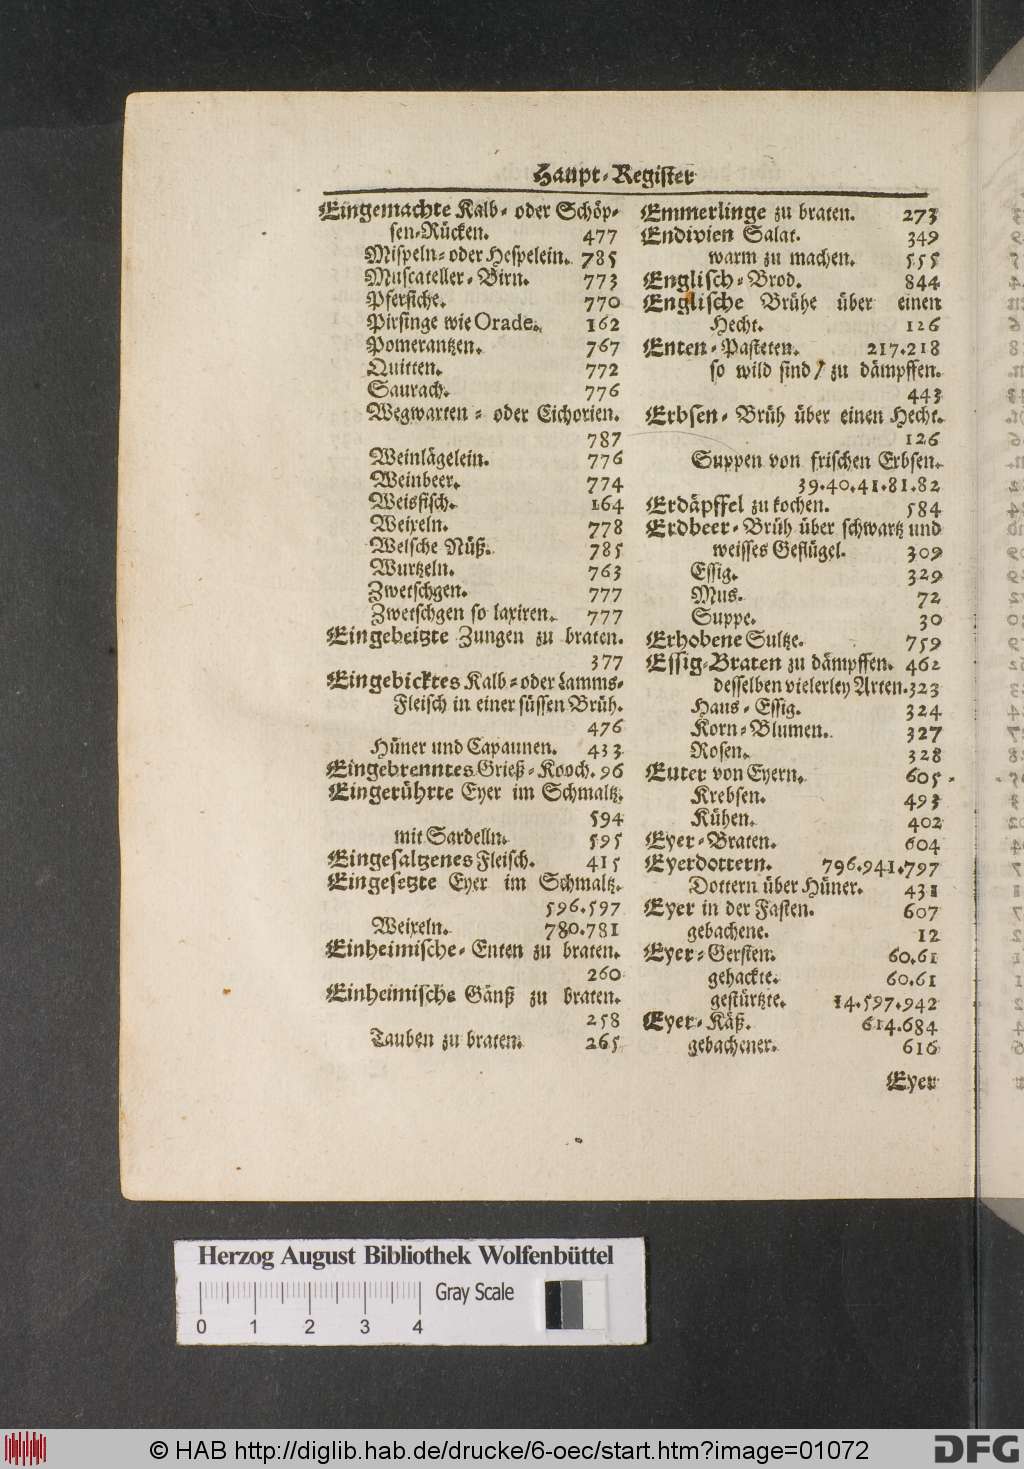 Haupt-Register
Eingemachte Kalb- oder Schöp-
sen-Rücken. 477
Mispeln- oder Hespelein. 785
Muscateller-Birn. 773
Pfersiche. 770
Pirsinge wie Orade. 162
Pomerantzen. 767
Quitten. 772
Saurach. 776
Wegwarten- oder Cichorien.
787
Weinlägelein. 776
Weinbeer. 774
Weisfisch. 164
Weixeln. 778
Welsche Nüß. 785
Wurtzeln. 763
Zwetschgen. 777
Zwetschgen so laxiren. 777
Eingebeitzte Zungen zu braten.
377
Eingebicktes Kalb- oder Lamms-
Fleisch in einer süssen Brüh.
476
Hüner und Capaunen. 433
Eingebrenntes Grieß-Kooch. 96
Eingerührte Eyer im Schmaltz.
594
mit Sardelln. 595
Eingesaltzenes Fleisch. 415
Eingesetzte Eyer im Schmaltz.
596.597
Weixeln. 780.781
Einheimische-Enten zu braten.
260
Einheimische Gänß zu braten.
258
Tauben zu braten. 265
Emmerlinge zu braten. 273
Endivien Salat. 349
warm zu machen. 555
Englisch-Brod. 844
Englische Brühe über einen
Hecht. 126
Enten-Pasteten. 217.218
so wild sind/ zu dämpffen.
443
Erbsen-Brüh über einen Hecht.
126
Suppen von frischen Erbsen.
39.40.41.81.82
Erdäpffel zu kochen. 584
Erdbeer-Brüh über schwartz und
weisses Geflügel. 309
Essig. 329
Mus. 72
Suppe. 30
Erhobene Sultze. 759
Essig-Braten zu dämpffen. 462
desselben vielerley Arten. 323
Haus-Essig. 324
Korn-Blumen. 327
Rosen. 328
Euter von Eyern. 605
Krebsen. 493
Kühen. 402
Eyer-Braten. 604
Eyerdottern. 796.941.797
Dottern über Hüner. 431
Eyer in der Fasten. 607
gebachene. 12
Eyer-Gersten. 60.61
gehackte. 60.61
gestürtzte. 14.597.942
Eyer-Käß. 614.684
gebachener. 616
Eyer
Herzog August Bibliothek Wolfenbüttel
Gray Scale
0 1 2 3 4
© HAB http://diglib.hab.de/drucke/6-oec/start.htm?image=01072
DFG